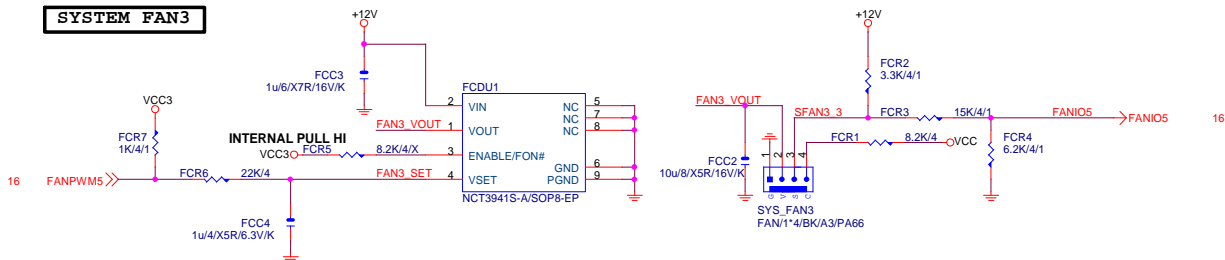 SYSTEM FAN3
+12V
FCC3
1u/6/X7R/16V/K
VCC3
FCR7
1K/4/1
INTERNAL PULL HI
VCC3
FCR5
8.2K/4/X
FAN3_VOUT
16
FANPWM5
FCR6
22K/4
FAN3_SET
FCC4
1u/4/X5R/6.3V/K
FCDU1
2
VIN
1
VOUT
3
ENABLE/FON#
4
VSET
NC
5
NC
7
NC
8
GND
6
PGND
9
NCT3941S-A/SOP8-EP
+12V
FCR2
3.3K/4/1
FAN3_VOUT
SFAN3_3
FCR3
15K/4/1
FANIO5
FANIO5
16
FCR1
8.2K/4
VCC
FCR4
6.2K/4/1
FCC2
10u/8/X5R/16V/K
1
2
3
4
G
V
S
C
SYS_FAN3
FAN/1*4/BK/A3/PA66